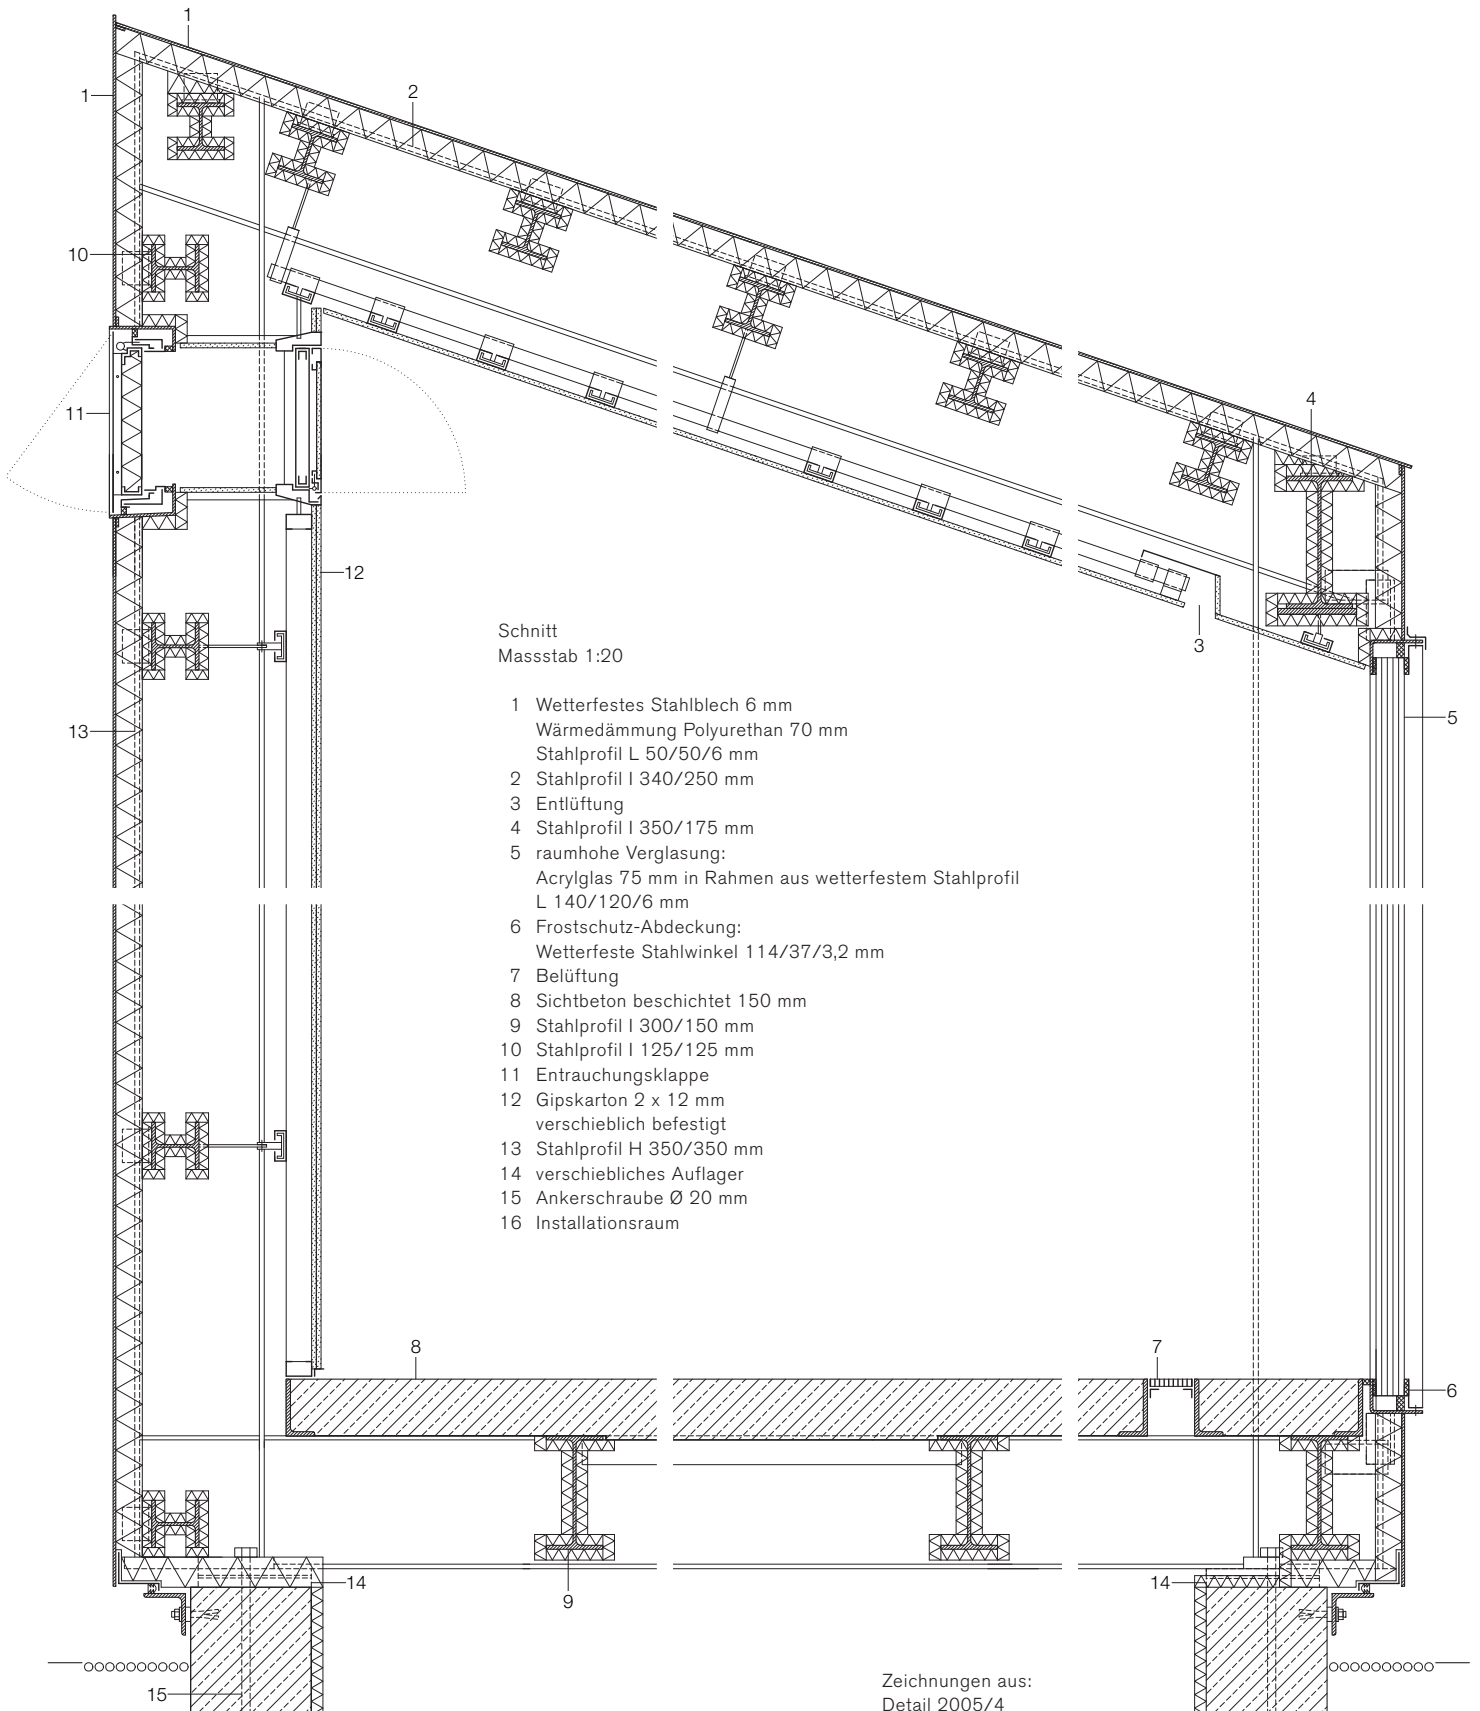 1
1
2
10
11
12
4
3
13
5
Schnitt
Massstab 1:20
1 Wetterfestes Stahlblech 6 mm
Wärmedämmung Polyurethan 70 mm
Stahlprofil L 50/50/6 mm
2 Stahlprofil I 340/250 mm
3 Entlüftung
4 Stahlprofil I 350/175 mm
5 raumhohe Verglasung:
Acrylglas 75 mm in Rahmen aus wetterfestem Stahlprofil
L 140/120/6 mm
6 Frostschutz-Abdeckung:
Wetterfeste Stahlwinkel 114/37/3,2 mm
7 Belüftung
8 Sichtbeton beschichtet 150 mm
9 Stahlprofil I 300/150 mm
10 Stahlprofil I 125/125 mm
11 Entrauchungsklappe
12 Gipskarton 2 x 12 mm
verschieblich befestigt
13 Stahlprofil H 350/350 mm
14 verschiebliches Auflager
15 Ankerschraube Ø 20 mm
16 Installationsraum
8
7
6
14
9
14
15
Zeichnungen aus:
Detail 2005/4